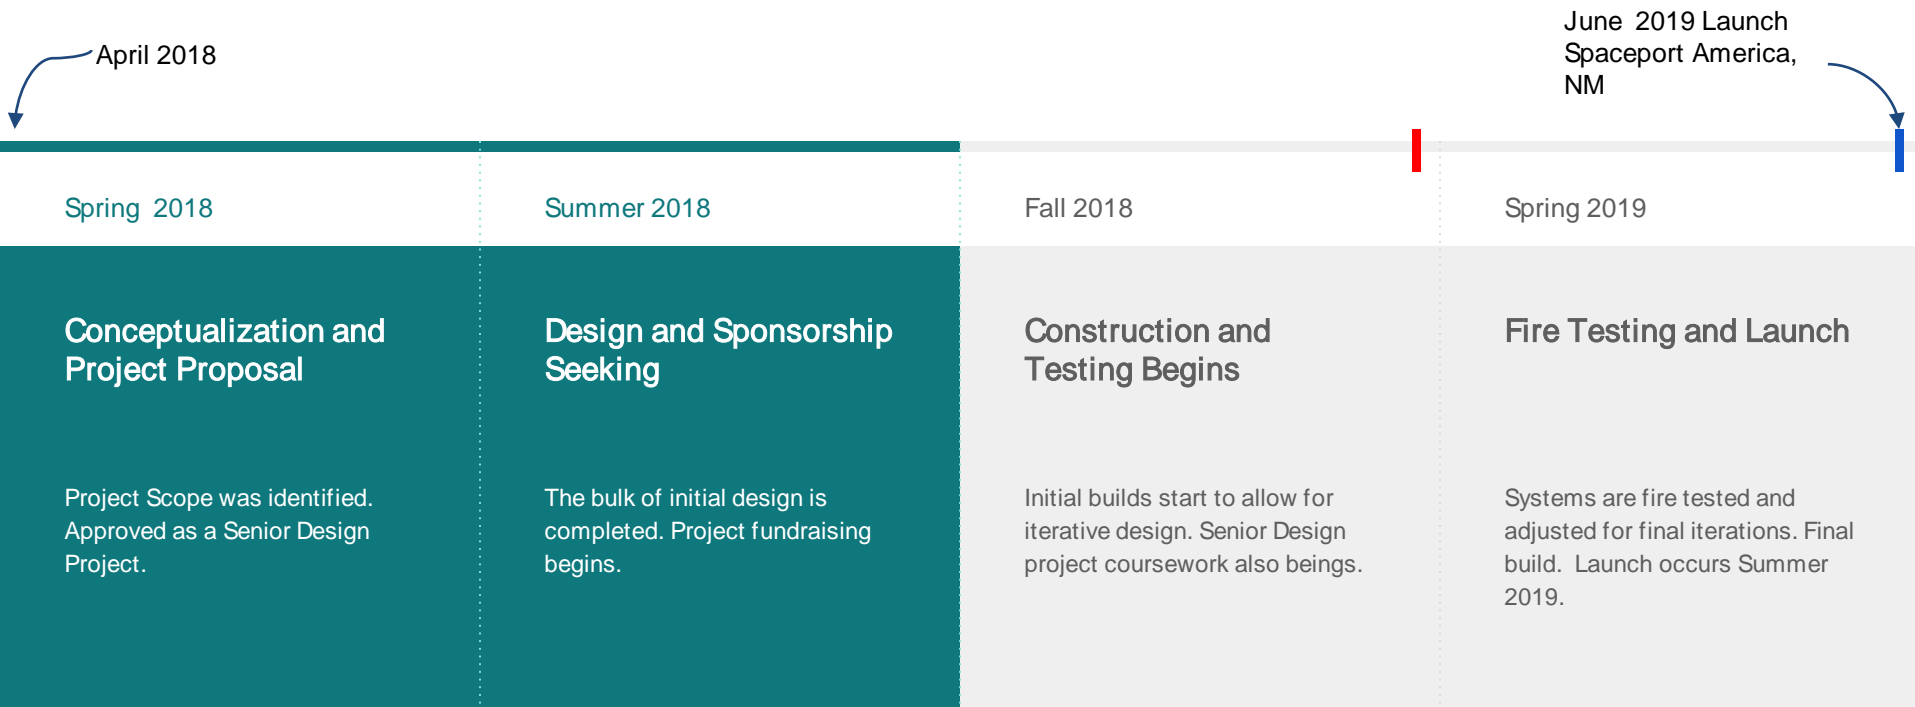 April 2018
June 2019 Launch
Spaceport America,
NM
Spring 2018
Summer 2018
Fall 2018
Spring 2019
Conceptualization and
Project Proposal
Design and Sponsorship
Seeking
Construction and
Testing Begins
Fire Testing and Launch
Project Scope was identified.
Approved as a Senior Design
Project.
The bulk of initial design is
completed. Project fundraising
begins.
Initial builds start to allow for
iterative design. Senior Design
project coursework also beings.
Systems are fire tested and
adjusted for final iterations. Final
build. Launch occurs Summer
2019.